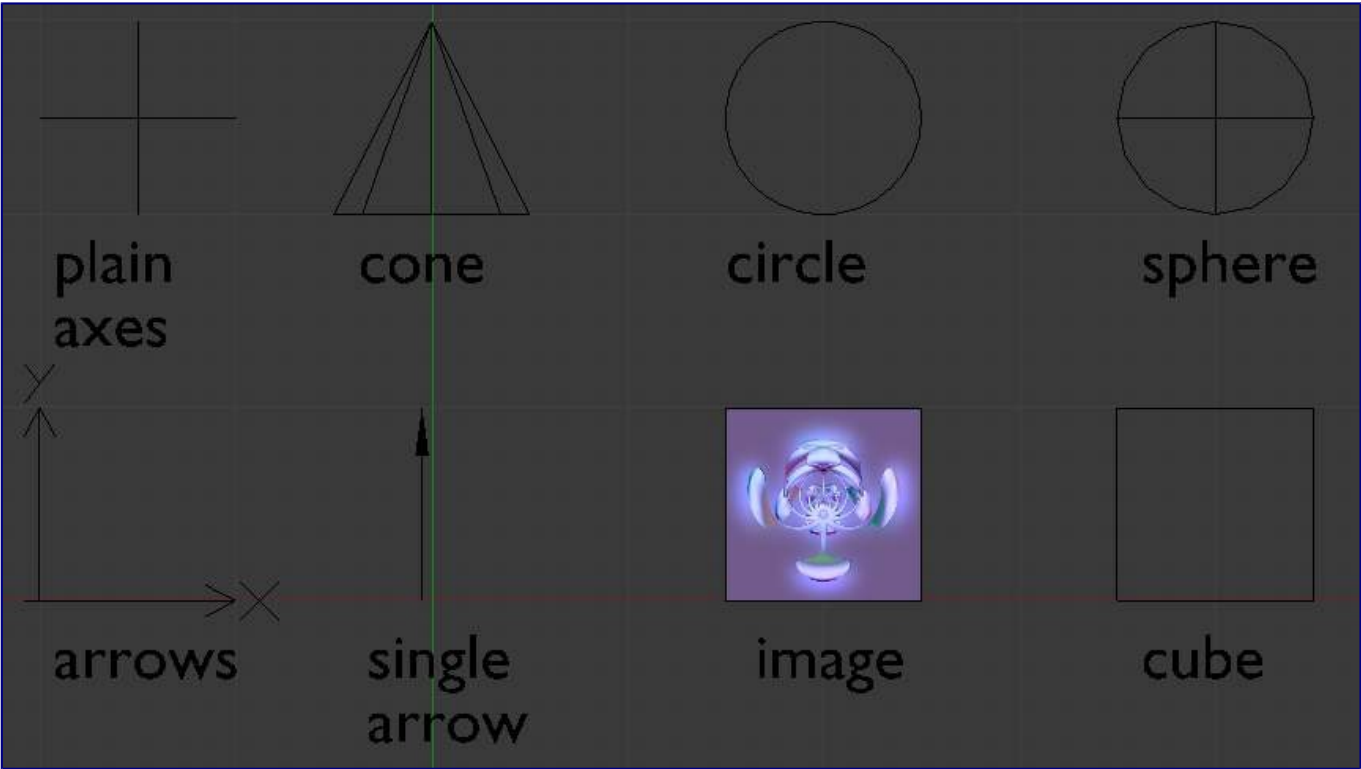 plain
axes
cone
circle
sphere
Y
X
arrows
single
arrow
image
cube